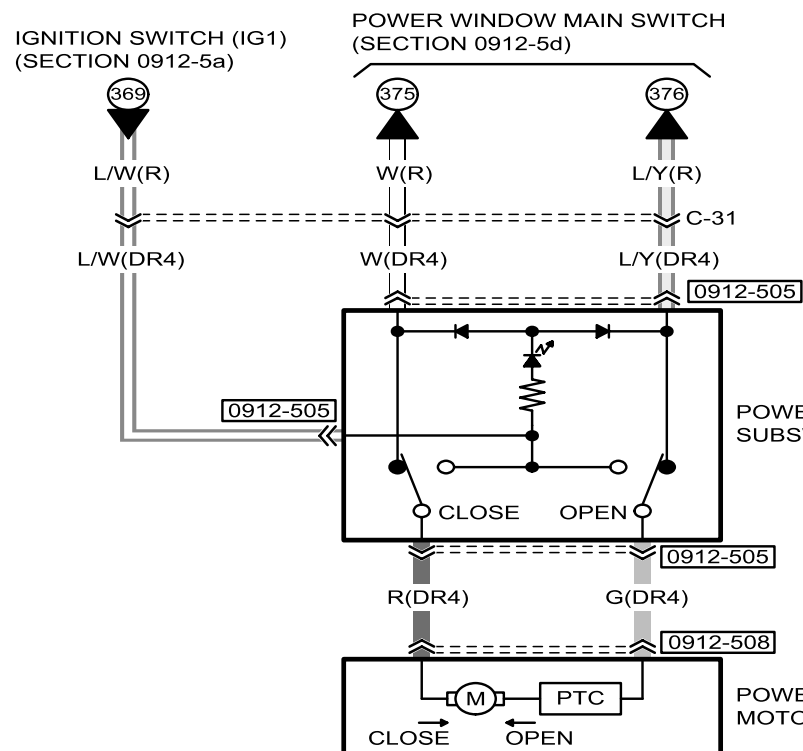 IGNITION SWITCH (IG1)
(SECTION 0912-5a)
POWER WINDOW MAIN SWITCH
(SECTION 0912-5d)
369
375
376
L/W(R)
W(R)
L/Y(R)
C-31
L/W(DR4)
W(DR4)
L/Y(DR4)
0912-505
0912-505
CLOSE
OPEN
0912-505
R(DR4)
G(DR4)
0912-508
M
PTC
CLOSE
OPEN